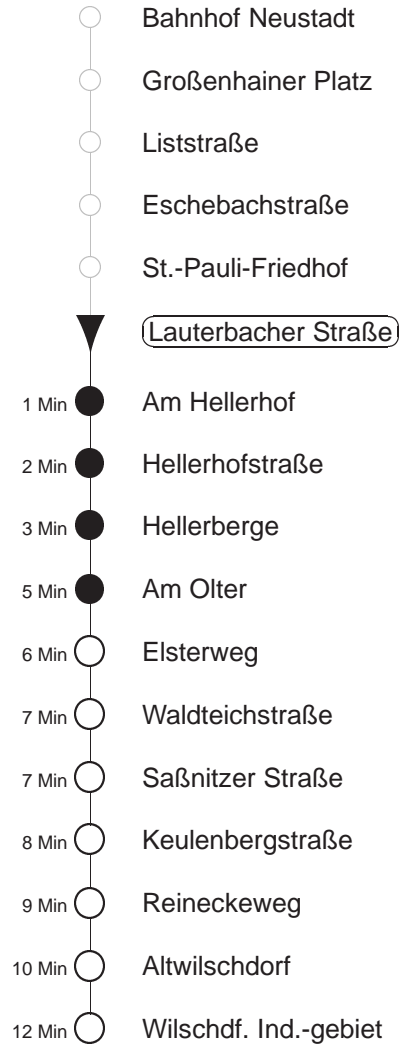 Bahnhof Neustadt
Großenhainer Platz
Liststraße
Eschebachstraße
St.-Pauli-Friedhof
Lauterbacher Straße
1 Min Am Hellerhof
2 Min Hellerhofstraße
3 Min Hellerberge
5 Min Am Olter
6 Min Elsterweg
7 Min Waldteichstraße
7 Min Saßnitzer Straße
8 Min Keulenbergstraße
9 Min Reineckeweg
10 Min Altwilschdorf
12 Min Wilschdf. Ind.-gebiet